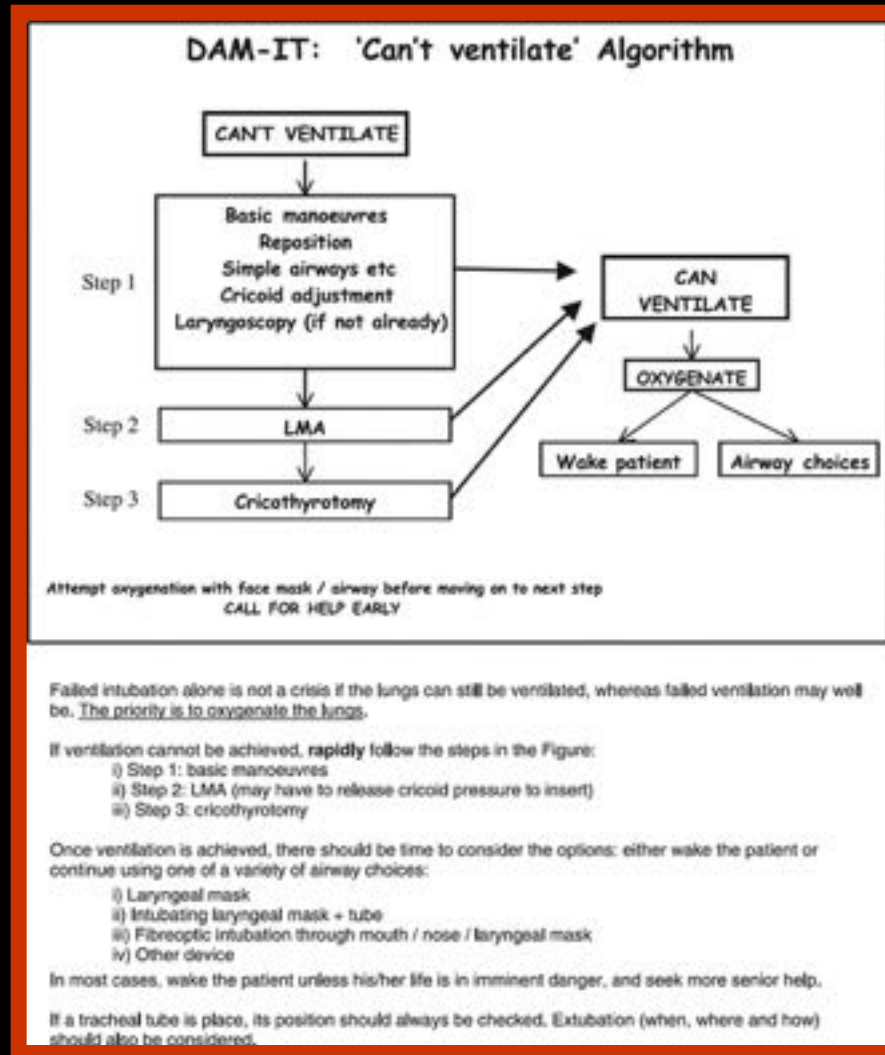 DAM-IT: 'Can't ventilate' Algorithm
CAN'T VENTILATE
Step 1
Basic manoeuvres
Reposition
Simple airways etc
Cricoid adjustment
Laryngoscopy (if not already)
Step 2
LMA
Step 3
Cricothyrotomy
CAN
VENTILATE
OXYGENATE
Wake patient
Airway choices
Attempt oxygenation with face mask / airway before moving on to next step
CALL FOR HELP EARLY
Failed intubation alone is not a crisis if the lungs can still be ventilated, whereas failed ventilation may well
be. The priority is to oxygenate the lungs.
If ventilation cannot be achieved, rapidly follow the steps in the Figure:
i) Step 1: basic manoeuvres
ii) Step 2: LMA (may have to release cricoid pressure to insert)
iii) Step 3: cricothyrotomy
Once ventilation is achieved, there should be time to consider the options: either wake the patient or
continue using one of a variety of airway choices:
i) Laryngeal mask
ii) Intubating laryngeal mask + tube
iii) Fibreoptic intubation through mouth / nose / laryngeal mask
iv) Other device
In most cases, wake the patient unless his/her life is in imminent danger, and seek more senior help.
If a tracheal tube is place, its position should always be checked. Extubation (when, where and how)
should also be considered.